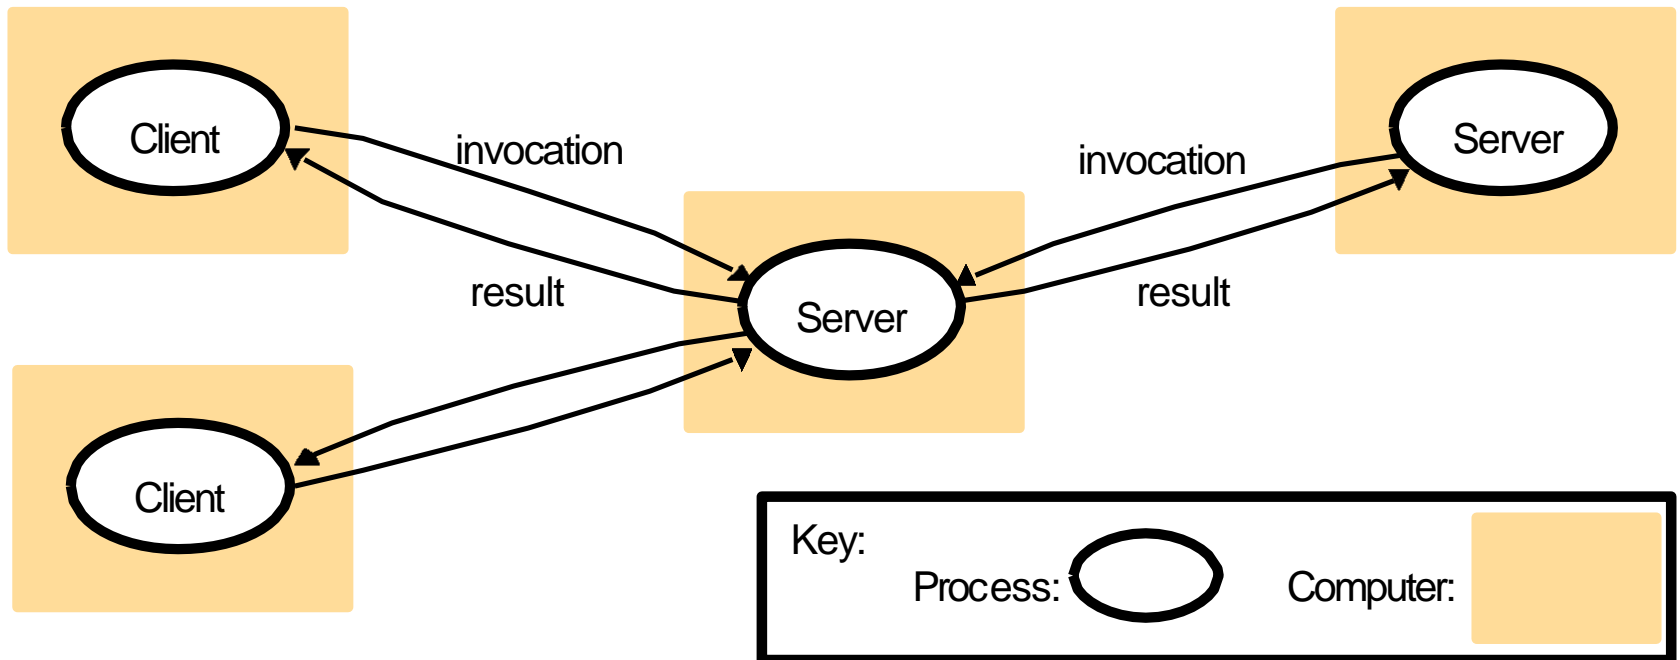 Client
invocation
invocation
Server
result
Server
result
Client
Key:
Process:
Computer: